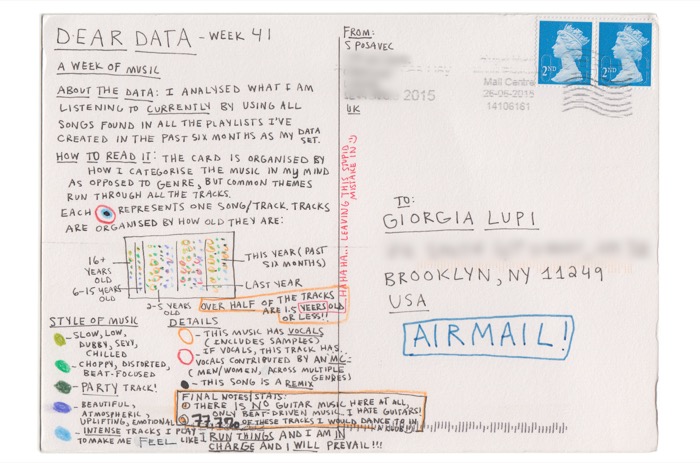 DEAR DATA - WEEK 41
A WEEK OF MUSIC
ABOUT THE DATA: I ANALYSED WHAT I AM
LISTENING TO CURRENTLY BY USING ALL
SONGS FOUND IN ALL THE PLAYLISTS I'VE
CREATED IN THE PAST SIX MONTHS AS MY DATA
SET.
HOW TO READ IT: THE CARD IS ORGANISED BY
HOW I CATEGORISE THE MUSIC IN MY MIND
AS OPPOSED TO GENRE, BUT COMMON THEMES
RUN THROUGH ALL THE TRACKS.
EACH REPRESENTS ONE SONG/TRACK. TRACKS
ARE ORGANISED BY HOW OLD THEY ARE:
16+
YEARS
OLD
6-15 YEARS
OLD
2-5 YEARS
OLD
THIS YEAR (PAST
SIX MONTHS)
LAST YEAR
OVER HALF OF THE TRACKS
ARE 1.5 YEARS OLD
OR LESS!!
STYLE OF MUSIC
- SLOW, LOW,
DUBBY, SEXY,
CHILLED
- CHOPPY, DISTORTED,
BEAT-FOCUSED
- PARTY TRACK!
- BEAUTIFUL,
ATMOSPHERIC,
UPLIFTING, EMOTIONAL
- INTENSE TRACKS I PLAY
TO MAKE ME FEEL LIKE I RUN THINGS AND I AM IN
CHARGE AND I WILL PREVAIL!!!
DETAILS
- THIS MUSIC HAS VOCALS
(INCLUDES SAMPLES)
- IF VOCALS, THIS TRACK HAS
VOCALS CONTRIBUTED BY AN MC
(MEN/WOMEN, ACROSS MULTIPLE
GENRES)
- THIS SONG IS A REMIX
FINAL NOTES/STATS:
① THERE IS NO GUITAR MUSIC HERE AT ALL,
ONLY BEAT-DRIVEN MUSIC. I HATE GUITARS!
② 77.7% OF THESE TRACKS I WOULD DANCE TO IN
A CLUB!!!
HAHAHA... LEAVING THIS STUPID
MISTAKE IN :)
FROM:
S POSAVEC
UK
2015
Mail Centre
26-06-2015
14106161
2ND
2ND
TO:
GIORGIA LUPI
BROOKLYN, NY 11249
USA
AIRMAIL!